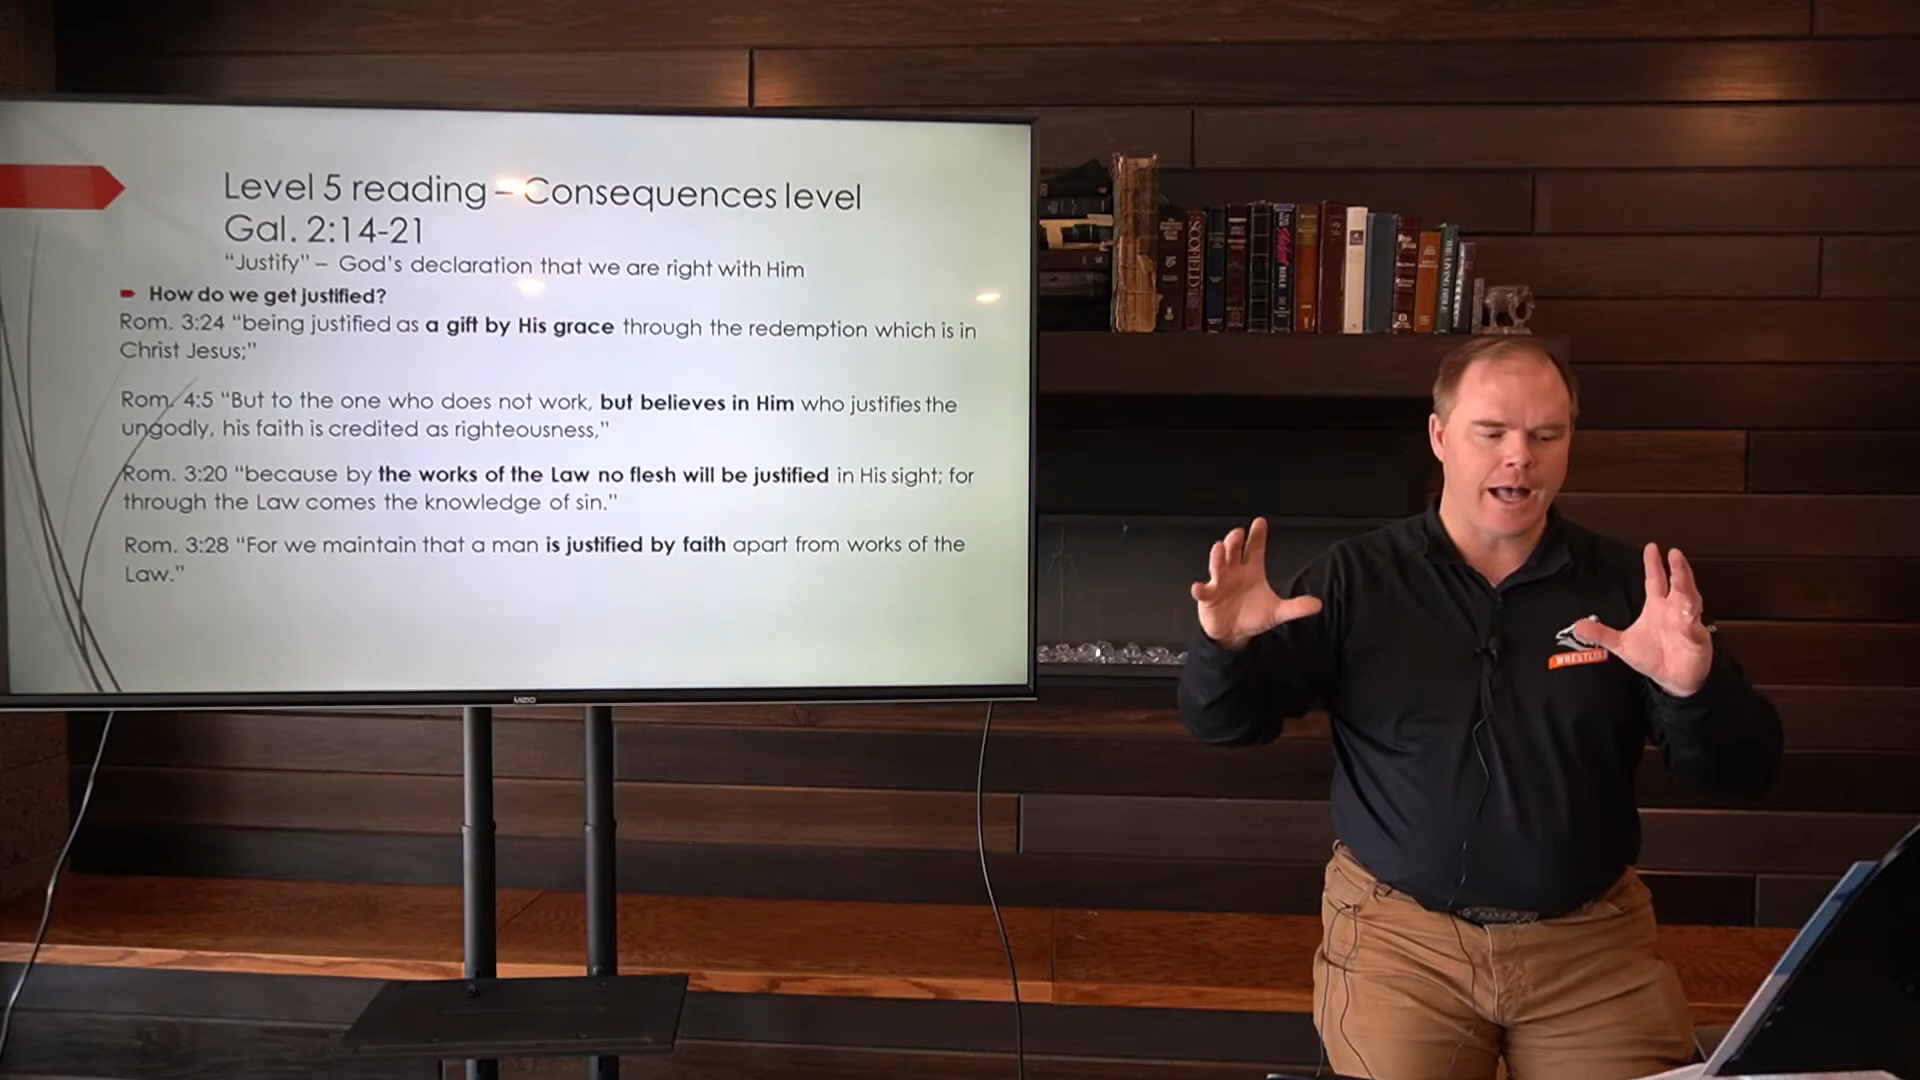 Level 5 reading – Consequences level
Gal. 2:14-21
“Justify” – God’s declaration that we are right with Him
How do we get justified?
Rom. 3:24 “being justified as a gift by His grace through the redemption which is in
Christ Jesus;”
Rom. 4:5 “But to the one who does not work, but believes in Him who justifies the
ungodly, his faith is credited as righteousness,”
Rom. 3:20 “because by the works of the Law no flesh will be justified in His sight; for
through the Law comes the knowledge of sin.”
Rom. 3:28 “For we maintain that a man is justified by faith apart from works of the
Law.”
VIZIO
SCOFIELD
THE LIVING BIBLE